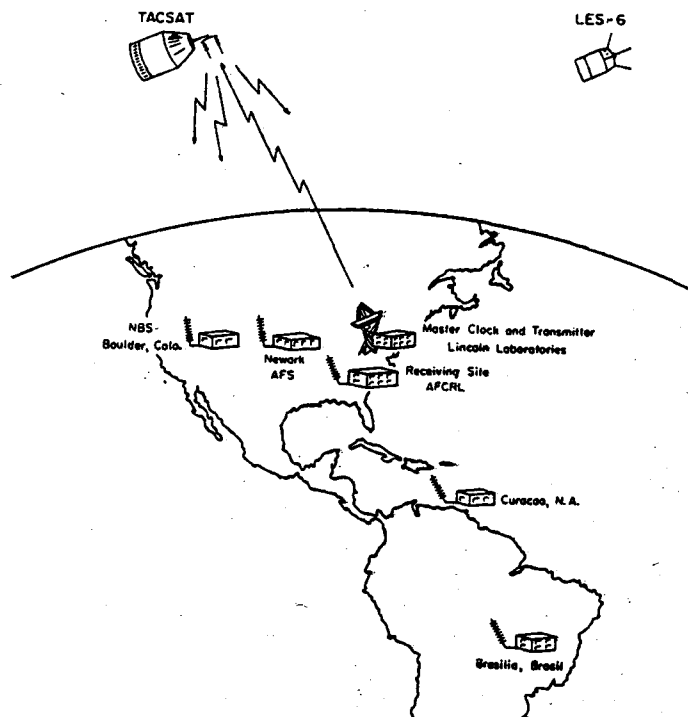 TACSAT
LES-6
NBS-
Boulder, Colo.
Newark
AFS
Master Clock and Transmitter
Lincoln Laboratories
Receiving Site
AFCRL
Curacao, N.A.
Brasilia, Brasil